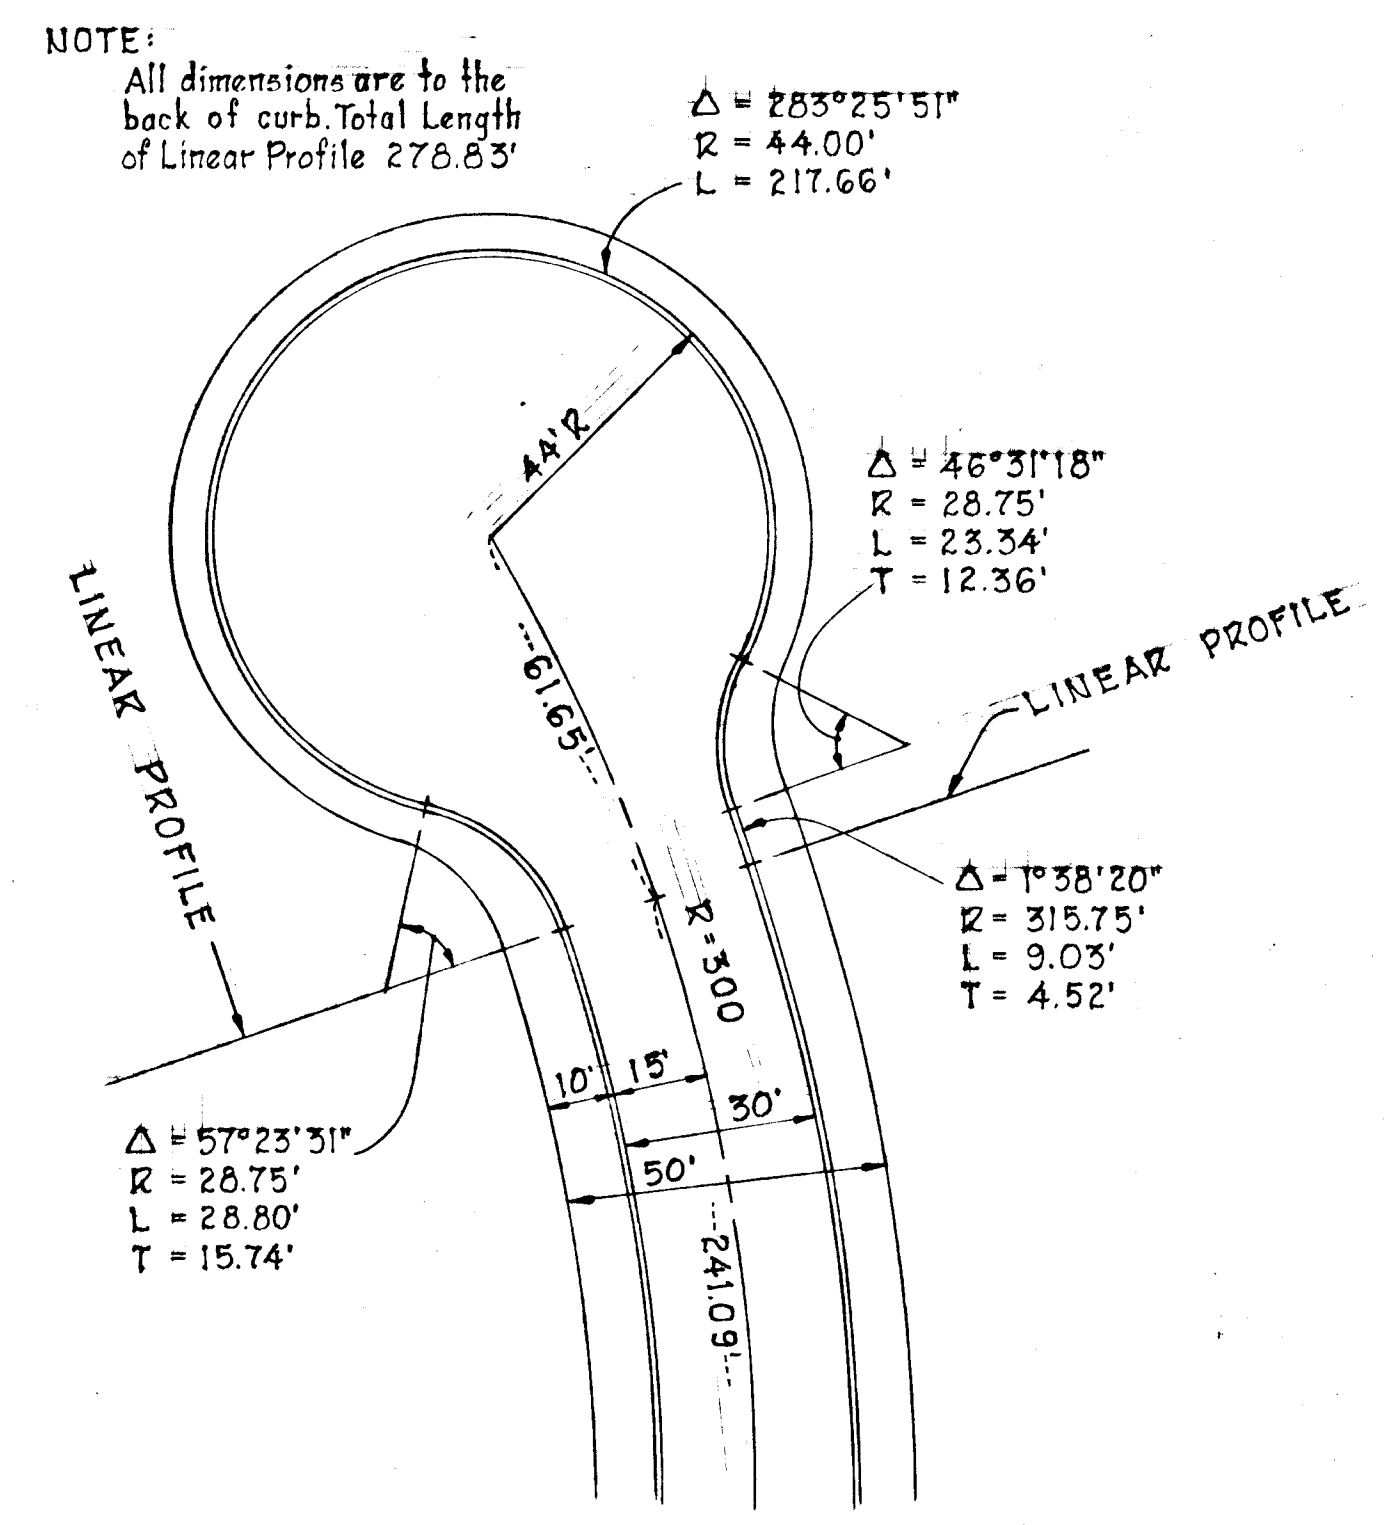 NOTE:
All dimensions are to the
back of curb. Total Length
of Linear Profile 278.83'
Δ = 283°25'51"
R = 44.00'
L = 217.66'
44'R
Δ = 46°31'18"
R = 28.75'
L = 23.34'
T = 12.36'
LINEAR PROFILE
LINEAR PROFILE
61.65'
R=300
Δ = 1°38'20"
R = 315.75'
L = 9.03'
T = 4.52'
10'
15'
30'
50'
Δ = 57°23'31"
R = 28.75'
L = 28.80'
T = 15.74'
241.09'